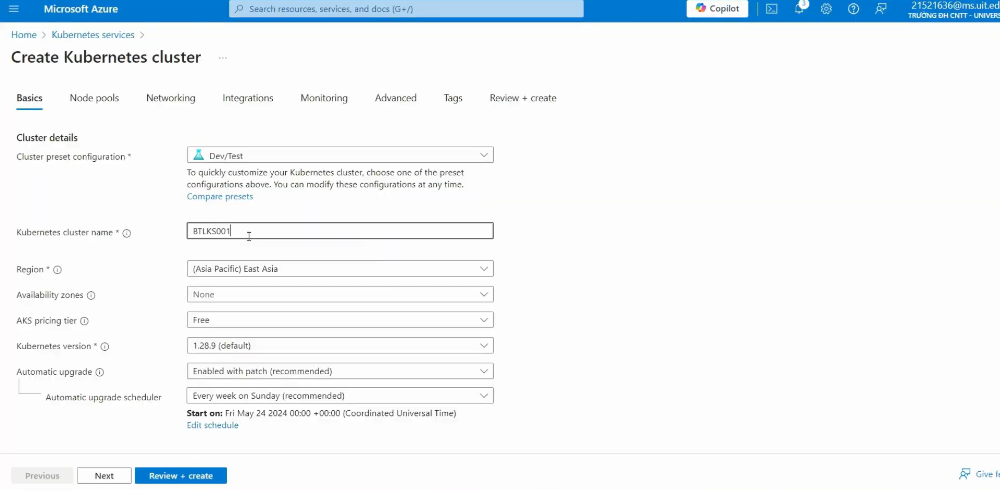 Microsoft Azure
Search resources, services, and docs (G+/)
Copilot
3
21521636@ms.uit.ed
TRƯỜNG ĐH CNTT - UNIVERS
Home > Kubernetes services >
Create Kubernetes cluster ...
Basics Node pools Networking Integrations Monitoring Advanced Tags Review + create
Cluster details
Cluster preset configuration *
Dev/Test
To quickly customize your Kubernetes cluster, choose one of the preset
configurations above. You can modify these configurations at any time.
Compare presets
Kubernetes cluster name *
BTLKS001
Region *
(Asia Pacific) East Asia
Availability zones
None
AKS pricing tier
Free
Kubernetes version *
1.28.9 (default)
Automatic upgrade
Enabled with patch (recommended)
Automatic upgrade scheduler
Every week on Sunday (recommended)
Start on: Fri May 24 2024 00:00 +00:00 (Coordinated Universal Time)
Edit schedule
Previous
Next
Review + create
Give fe